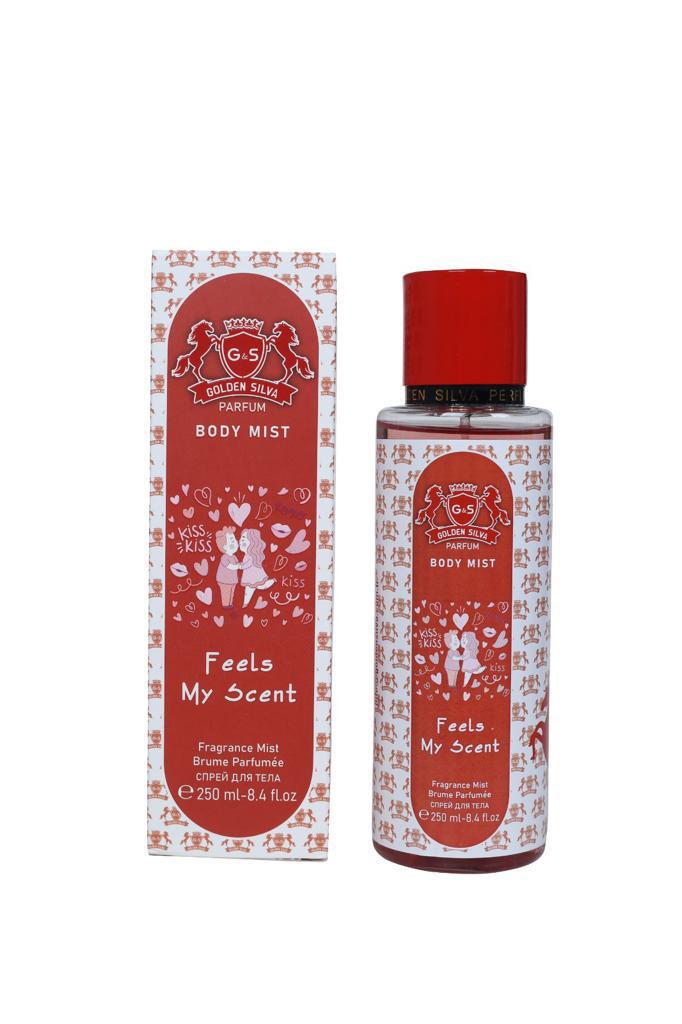 G&S
GOLDEN SILVA
PARFUM
BODY MIST
KISS
KISS
kiss
Feels
My Scent
Fragrance Mist
Brume Parfumée
СПРЕЙ ДЛЯ ТЕЛА
℮ 250 ml-8.4 fl.oz
EN SILVA PERF
G&S
GOLDEN SILVA
PARFUM
BODY MIST
KISS
KISS
kiss
Feels
My Scent
Fragrance Mist
Brume Parfumée
СПРЕЙ ДЛЯ ТЕЛА
℮ 250 ml-8.4 fl.oz